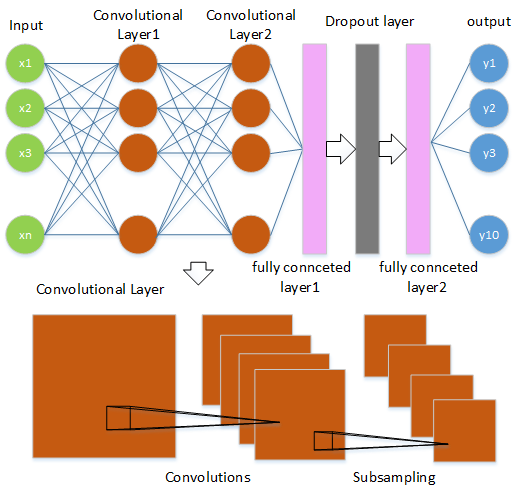 Input
Convolutional
Layer1
Convolutional
Layer2
Dropout layer
output
x1
x2
x3
xn
y1
y2
y3
y10
fully connceted
layer1
fully connceted
layer2
Convolutional Layer
Convolutions
Subsampling